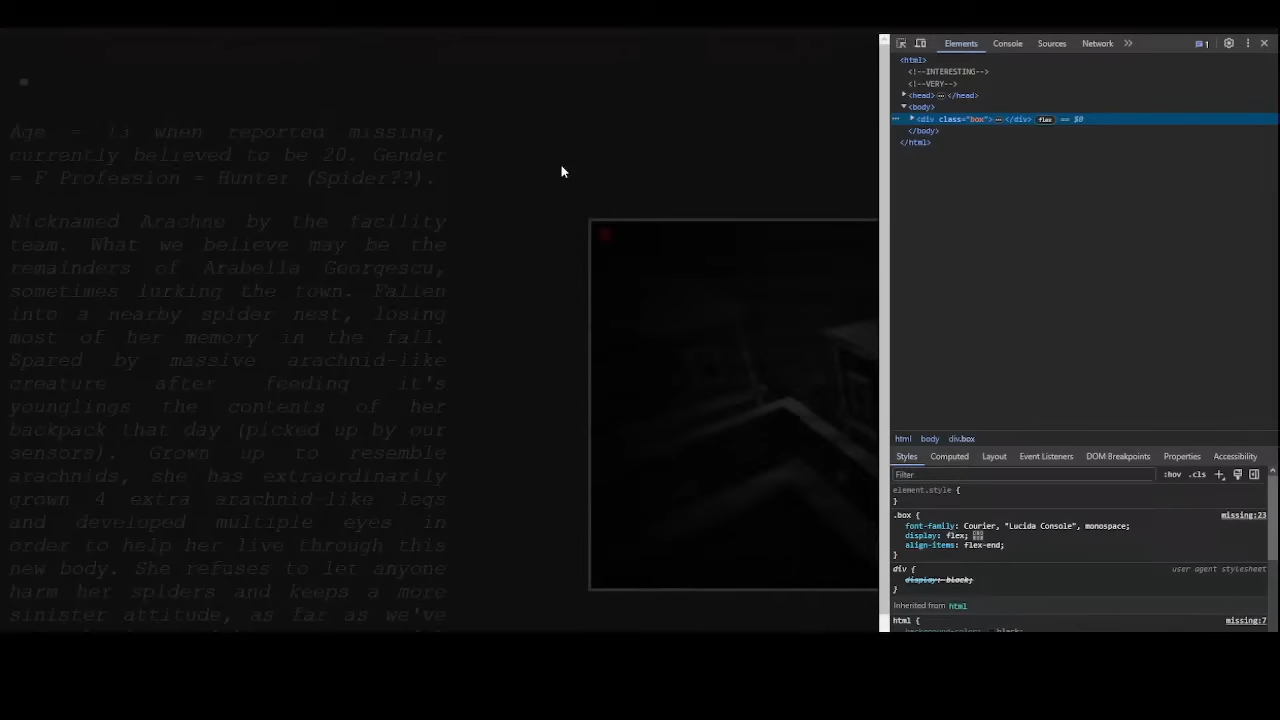 Age = 13 when reported missing,
currently believed to be 20. Gender
= F Profession = Hunter (Spider??).
Nicknamed Arachne by the facility
team. What we believe may be the
remainders of Arabella Georgescu,
sometimes lurking the town. Fallen
into a nearby spider nest, losing
most of her memory in the fall.
Spared by massive arachnid-like
creature after feeding it's
younglings the contents of her
backpack that day (picked up by our
sensors). Grown up to resemble
arachnids, she has extraordinarily
grown 4 extra arachnid-like legs
and developed multiple eyes in
order to help her live through this
new body. She refuses to let anyone
harm her spiders and keeps a more
sinister attitude, as far as we've
Elements Console Sources Network 1
<html>
<!--INTERESTING-->
<!--VERY-->
<head>…</head>
<body>
<div class="box">…</div> flex == $0
</body>
</html>
html body div.box
Styles Computed Layout Event Listeners DOM Breakpoints Properties Accessibility
Filter :hov .cls
element.style {
}
.box { missing:23
font-family: Courier, "Lucida Console", monospace;
display: flex;
align-items: flex-end;
}
div { user agent stylesheet
display: block;
}
Inherited from html
html { missing:7
background-color: black;